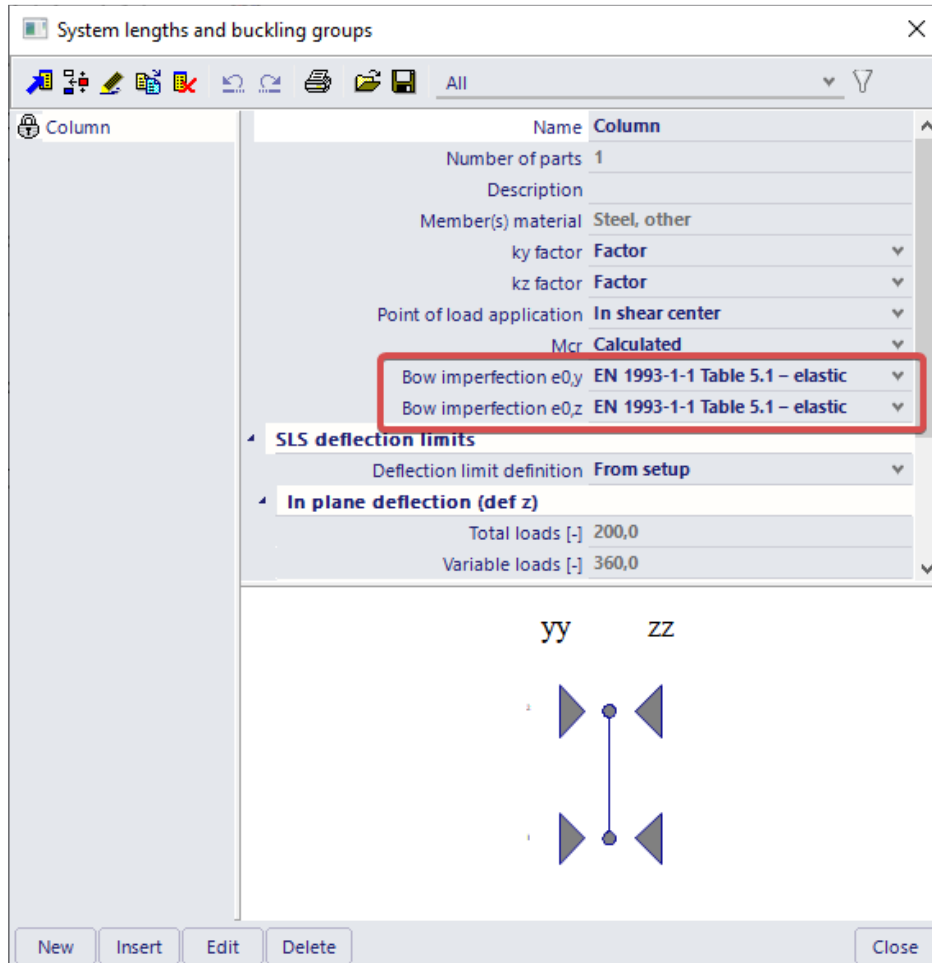 System lengths and buckling groups
All
Column
Name Column
Number of parts 1
Description
Member(s) material Steel, other
ky factor Factor
kz factor Factor
Point of load application In shear center
Mcr Calculated
Bow imperfection e0,y EN 1993-1-1 Table 5.1 – elastic
Bow imperfection e0,z EN 1993-1-1 Table 5.1 – elastic
SLS deflection limits
Deflection limit definition From setup
In plane deflection (def z)
Total loads [-] 200,0
Variable loads [-] 360,0
yy zz
New Insert Edit Delete Close